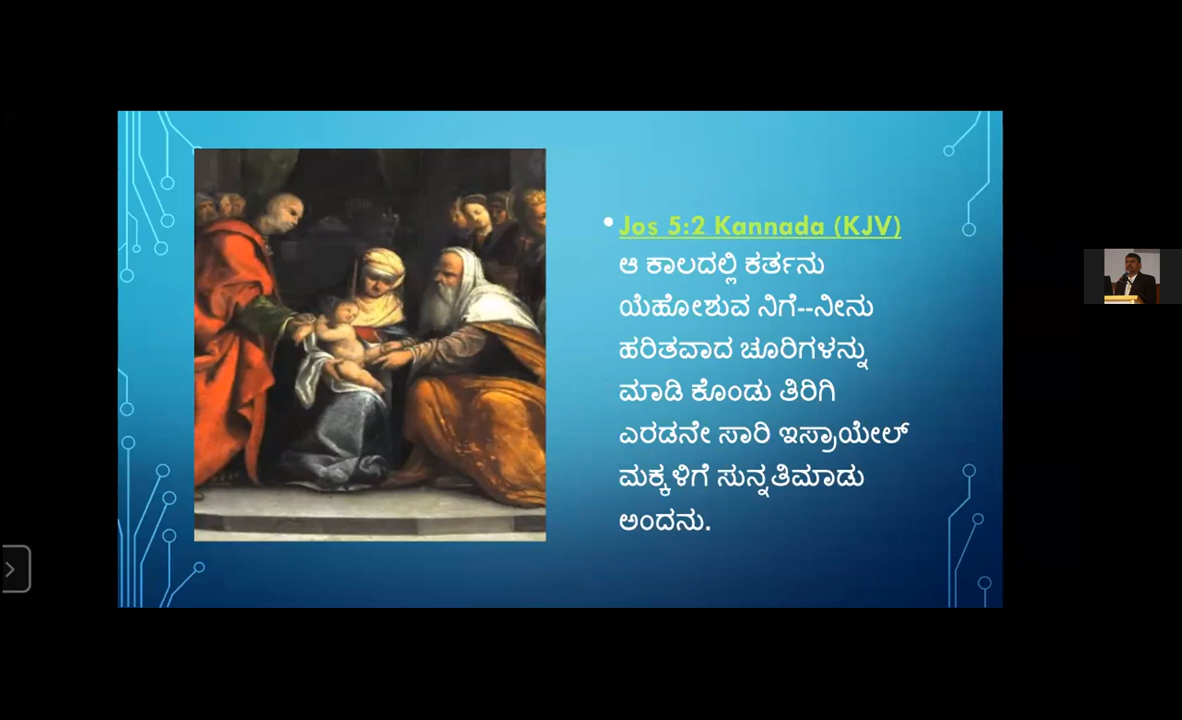 Jos 5:2 Kannada (KJV)
ಆ ಕಾಲದಲ್ಲಿ ಕರ್ತನು
ಯೆಹೋಶುವ ನಿಗೆ--ನೀನು
ಹರಿತವಾದ ಚೂರಿಗಳನ್ನು
ಮಾಡಿ ಕೊಂಡು ತಿರಿಗಿ
ಎರಡನೇ ಸಾರಿ ಇಸ್ರಾಯೇಲ್
ಮಕ್ಕಳಿಗೆ ಸುನ್ನತಿಮಾಡು
ಅಂದನು.